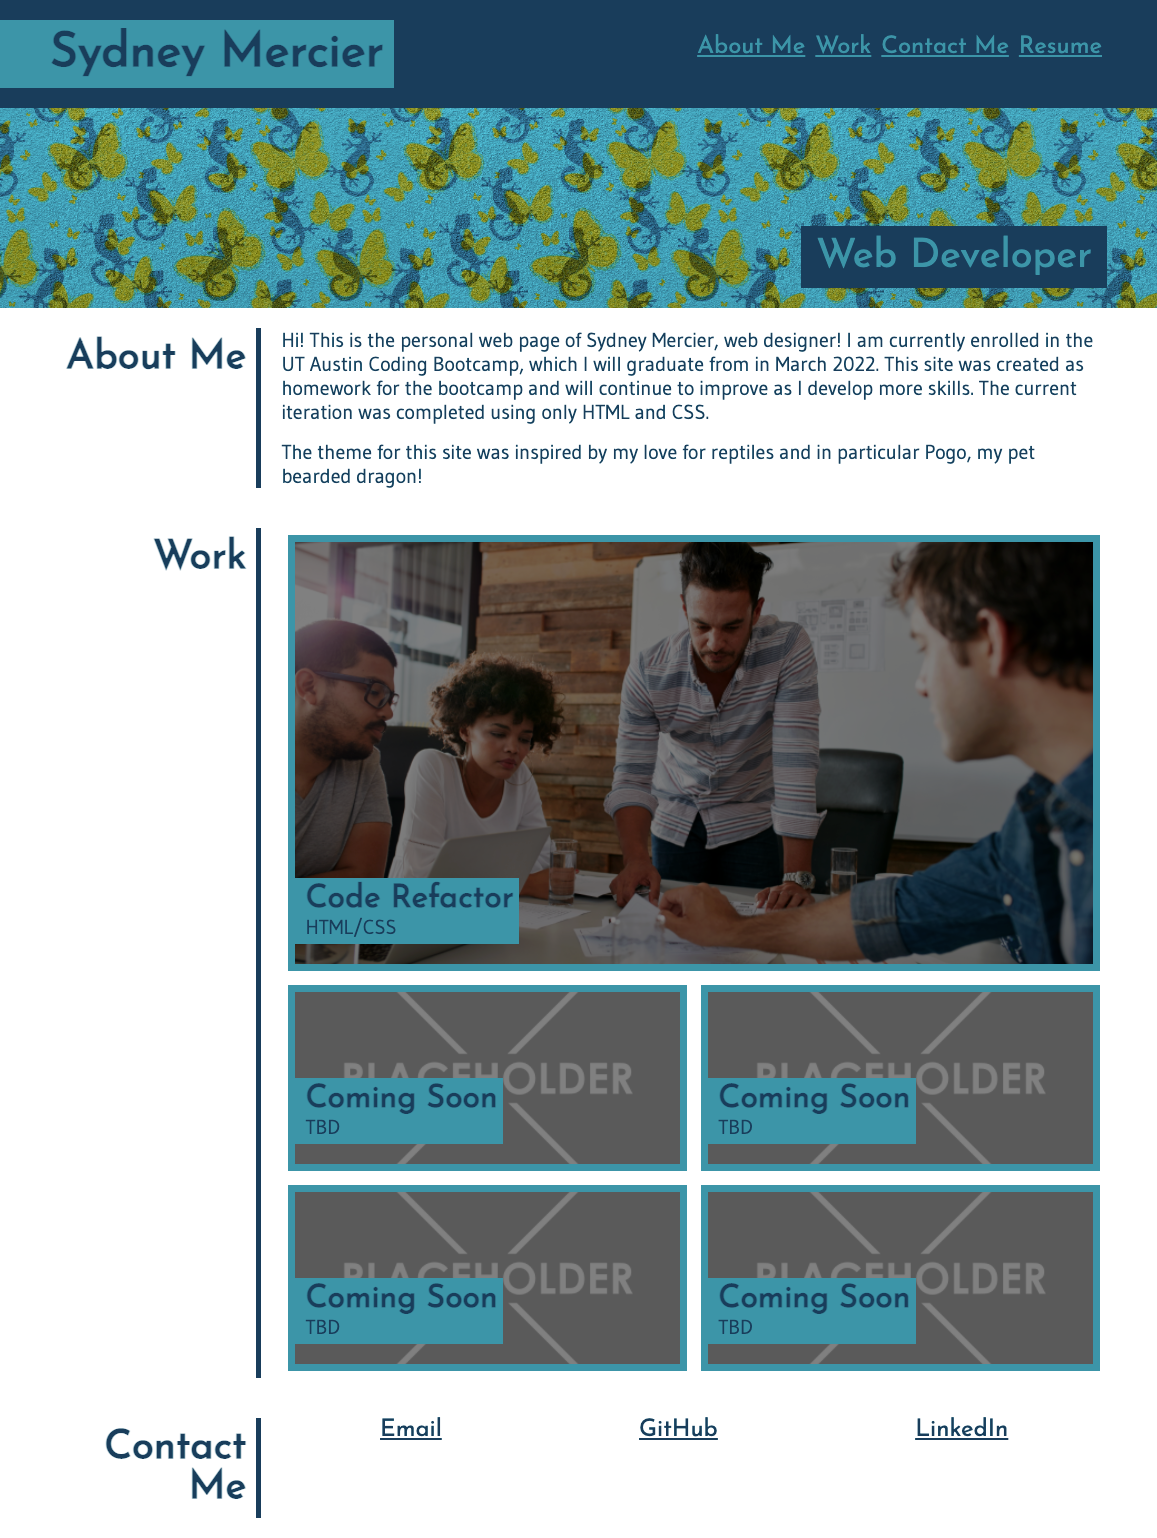 Sydney Mercier
About Me Work Contact Me Resume
Web Developer
About Me
Hi! This is the personal web page of Sydney Mercier, web designer! I am currently enrolled in the
UT Austin Coding Bootcamp, which I will graduate from in March 2022. This site was created as
homework for the bootcamp and will continue to improve as I develop more skills. The current
iteration was completed using only HTML and CSS.
The theme for this site was inspired by my love for reptiles and in particular Pogo, my pet
bearded dragon!
Work
Code Refactor
HTML/CSS
PLACEHOLDER
Coming Soon
TBD
PLACEHOLDER
Coming Soon
TBD
PLACEHOLDER
Coming Soon
TBD
PLACEHOLDER
Coming Soon
TBD
Contact
Me
Email
GitHub
LinkedIn